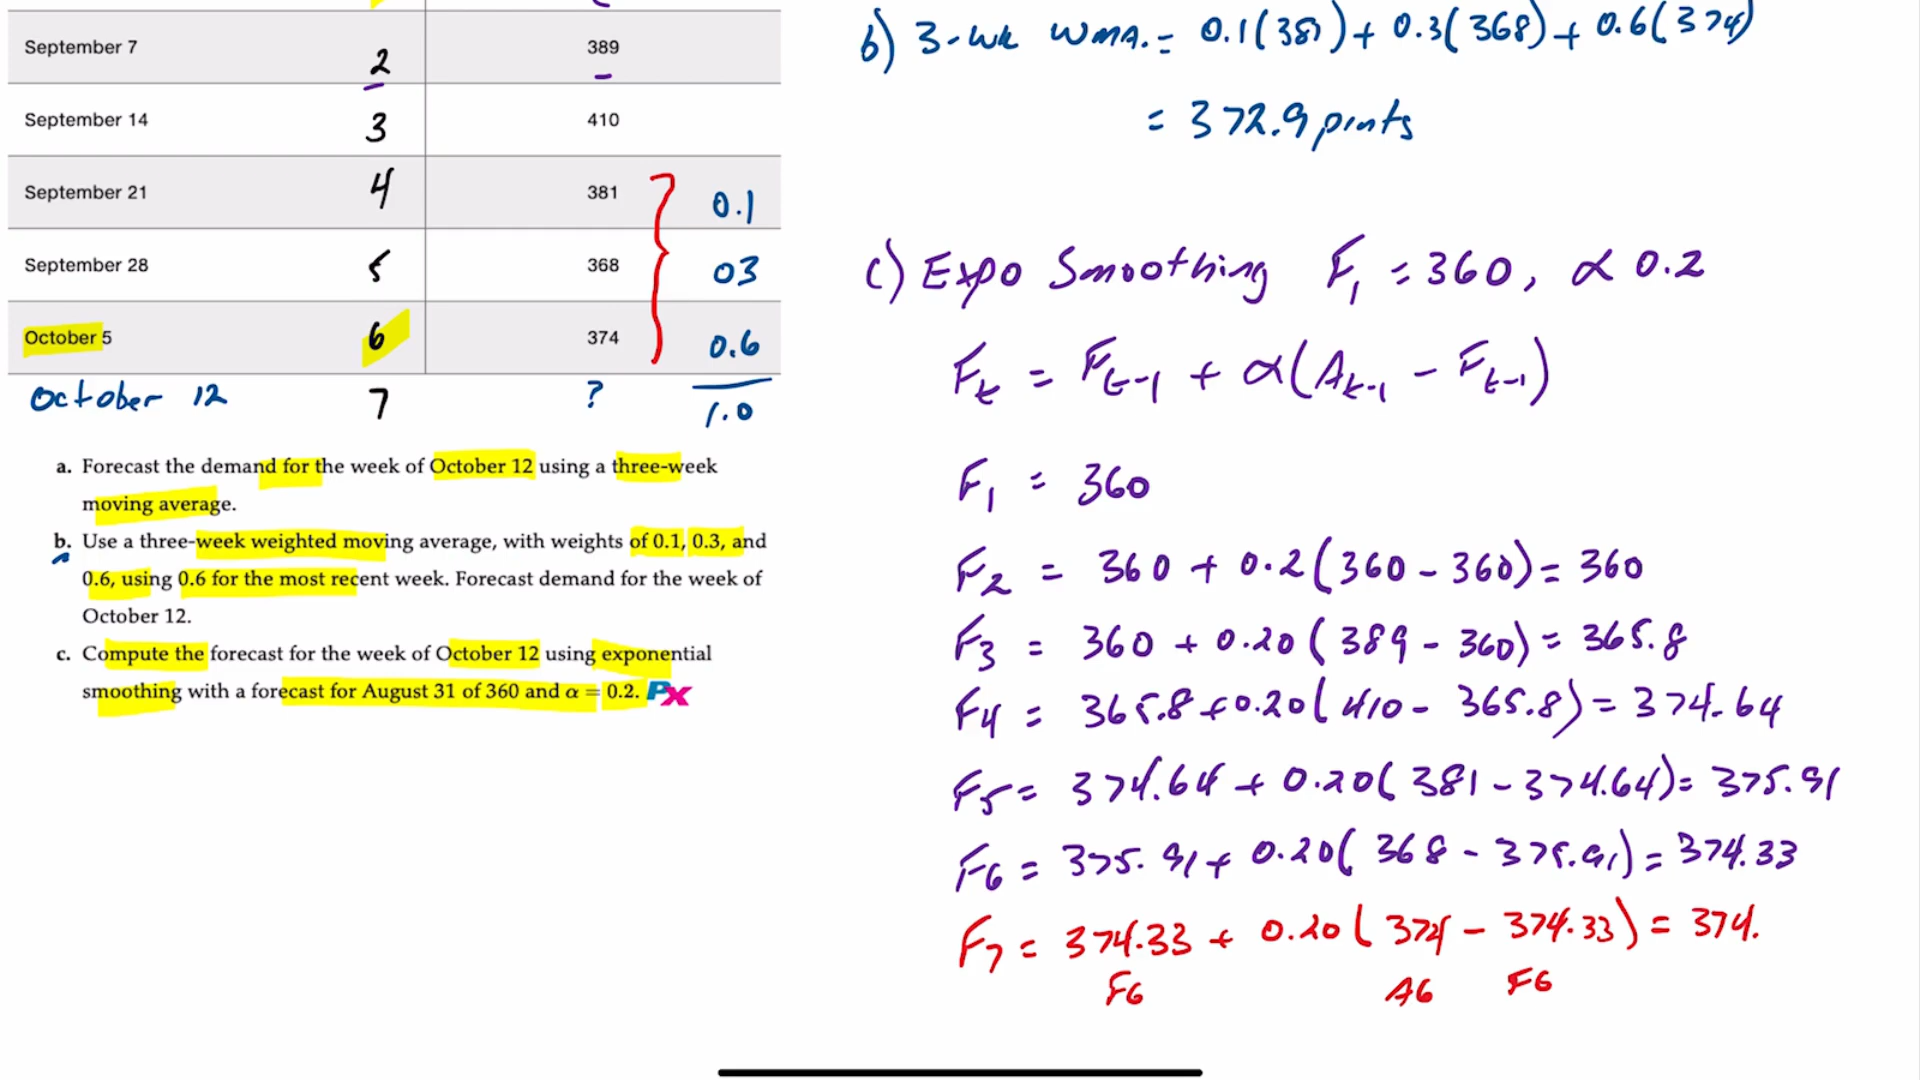 September 7 2 389
September 14 3 410
September 21 4 381 0.1
September 28 5 368 03
October 5 6 374 0.6
October 12 7 ? 1.0
a. Forecast the demand for the week of October 12 using a three-week
moving average.
b. Use a three-week weighted moving average, with weights of 0.1, 0.3, and
0.6, using 0.6 for the most recent week. Forecast demand for the week of
October 12.
c. Compute the forecast for the week of October 12 using exponential
smoothing with a forecast for August 31 of 360 and α = 0.2. PX
b) 3-wk WMA. = 0.1(381) + 0.3(368) + 0.6(374)
= 372.9 pints
c) Expo Smoothing F₁ = 360, α 0.2
Fₜ = Fₜ₋₁ + α(Aₜ₋₁ - Fₜ₋₁)
F₁ = 360
F₂ = 360 + 0.2(360 - 360) = 360
F₃ = 360 + 0.20(389 - 360) = 365.8
F₄ = 365.8 + 0.20(410 - 365.8) = 374.64
F₅ = 374.64 + 0.20(381 - 374.64) = 375.91
F₆ = 375.91 + 0.20(368 - 375.91) = 374.33
F₇ = 374.33 + 0.20(374 - 374.33) = 374.
F6 A6 F6